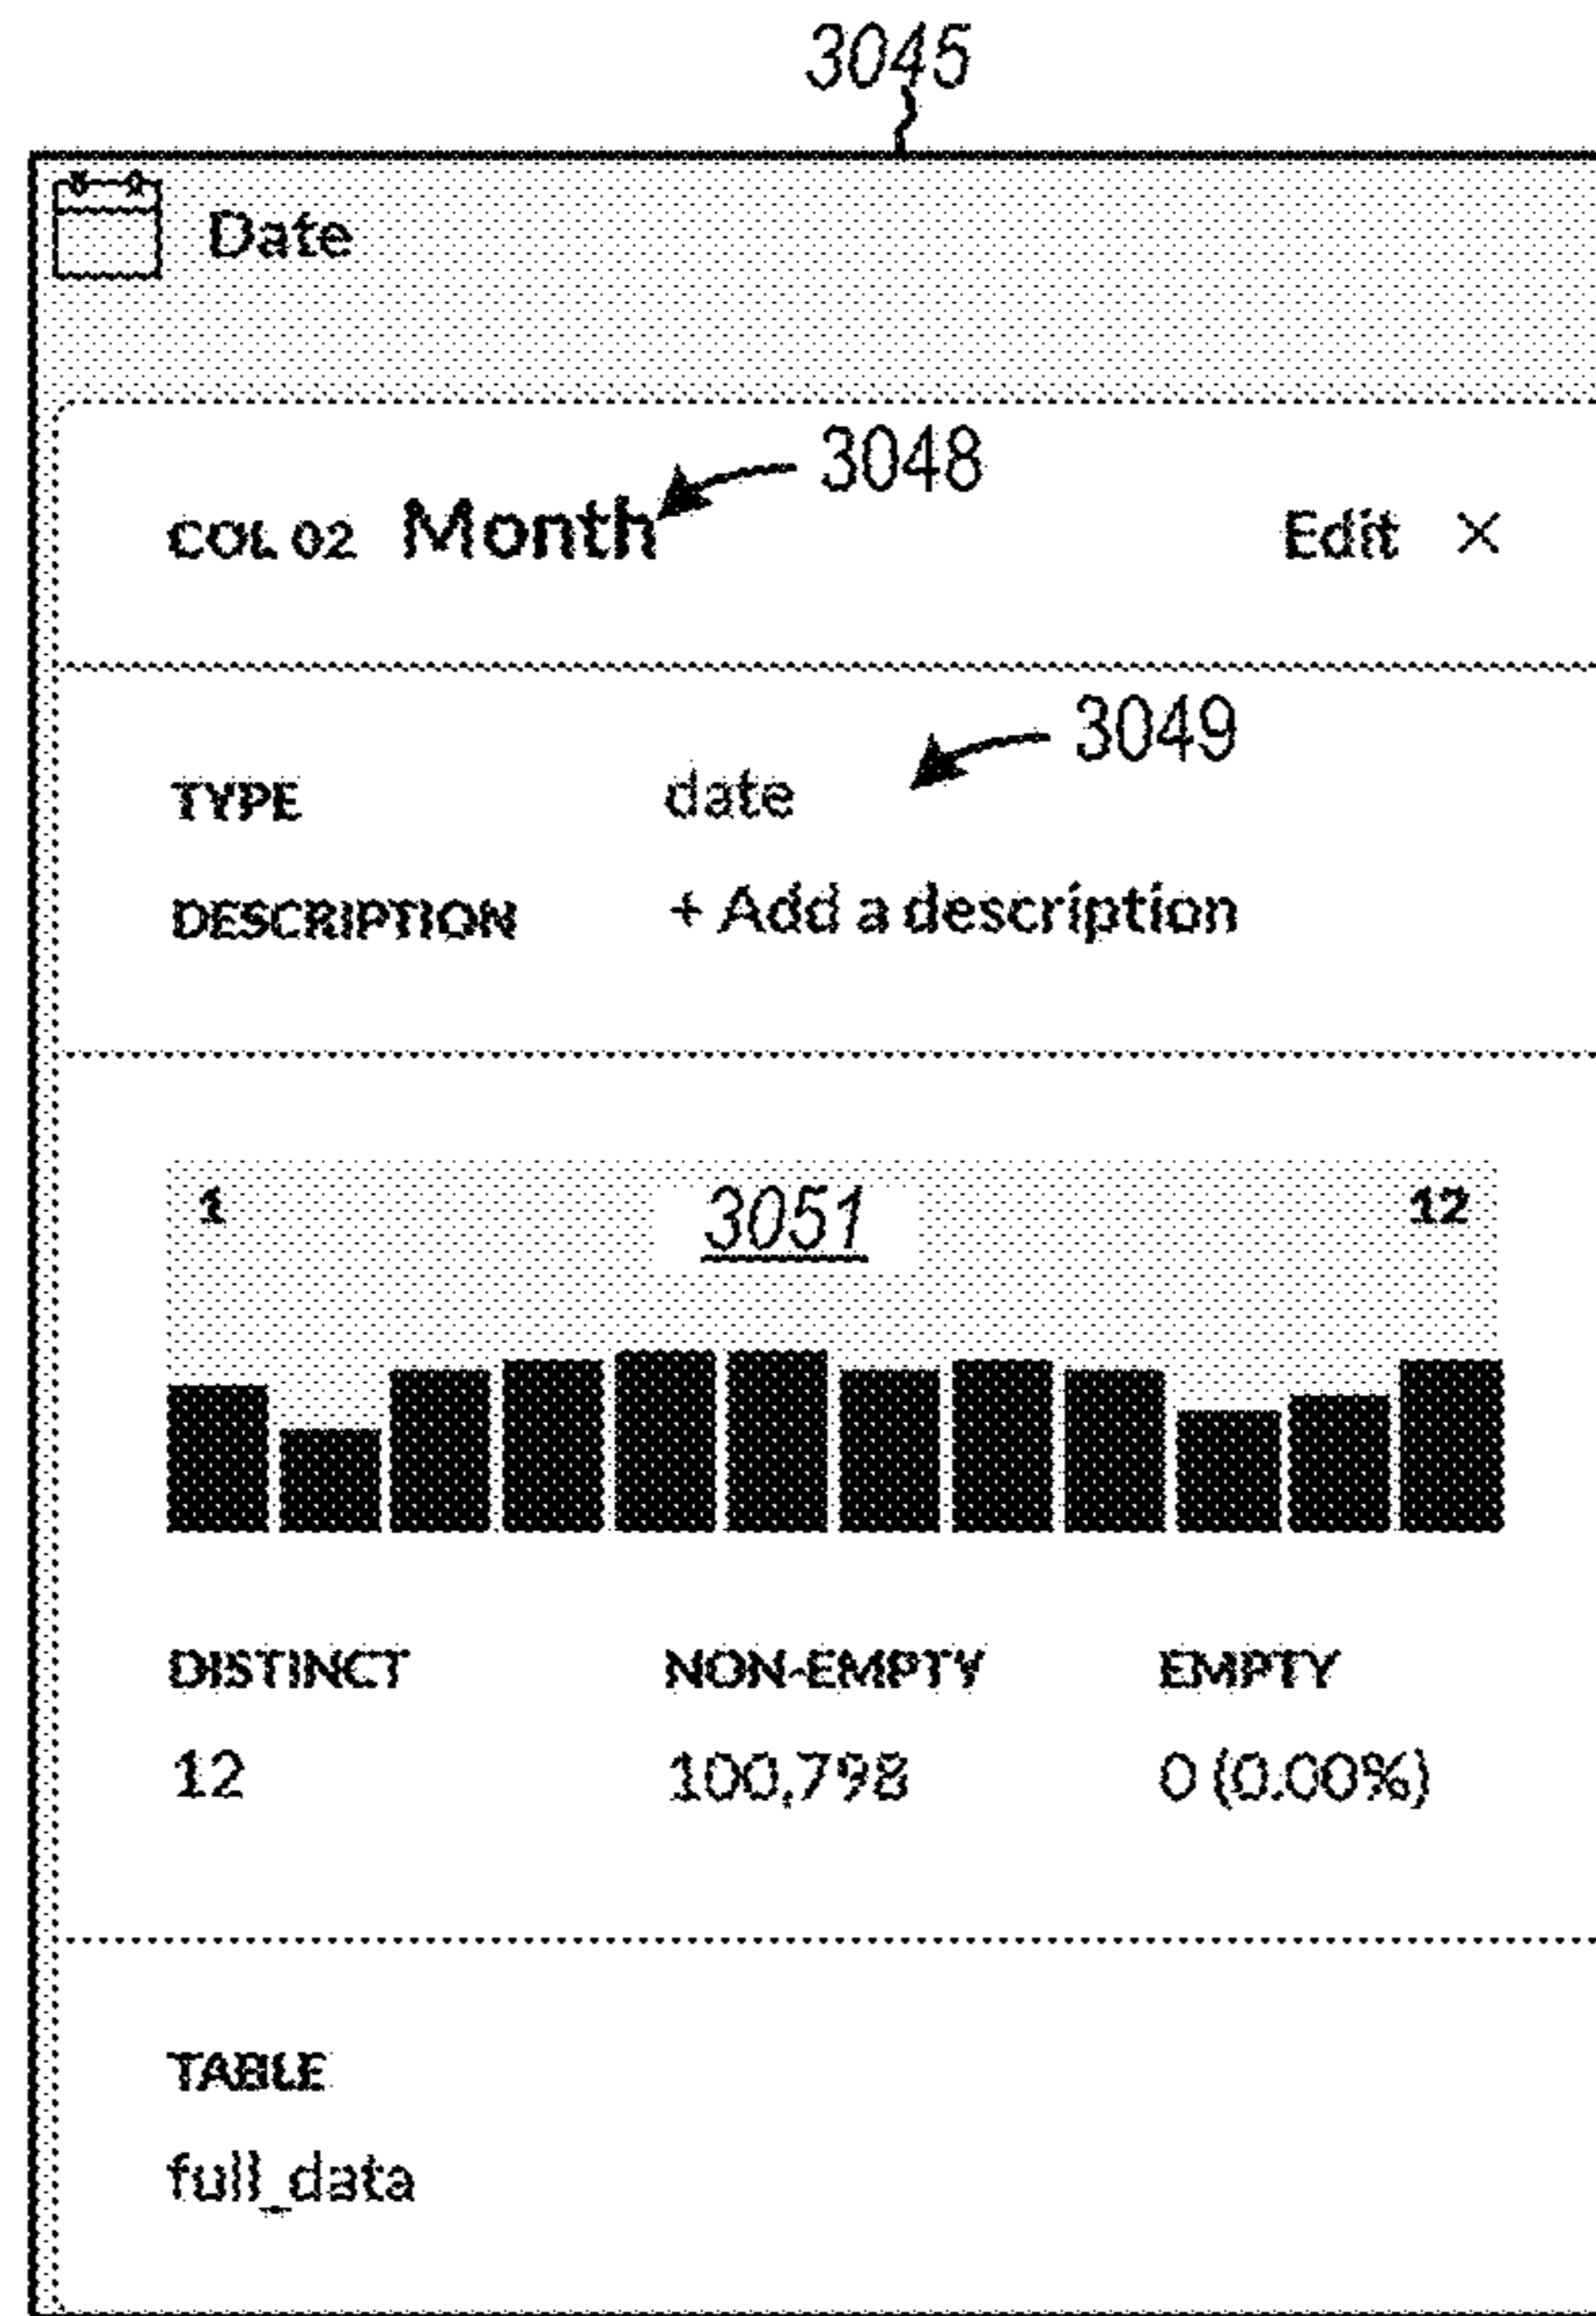 3045
Date
COL 02 Month 3048 Edit ×
3049
TYPE date
DESCRIPTION + Add a description
1 3051 12
DISTINCT NON-EMPTY EMPTY
12 100,798 0 (0.00%)
TABLE
full_data